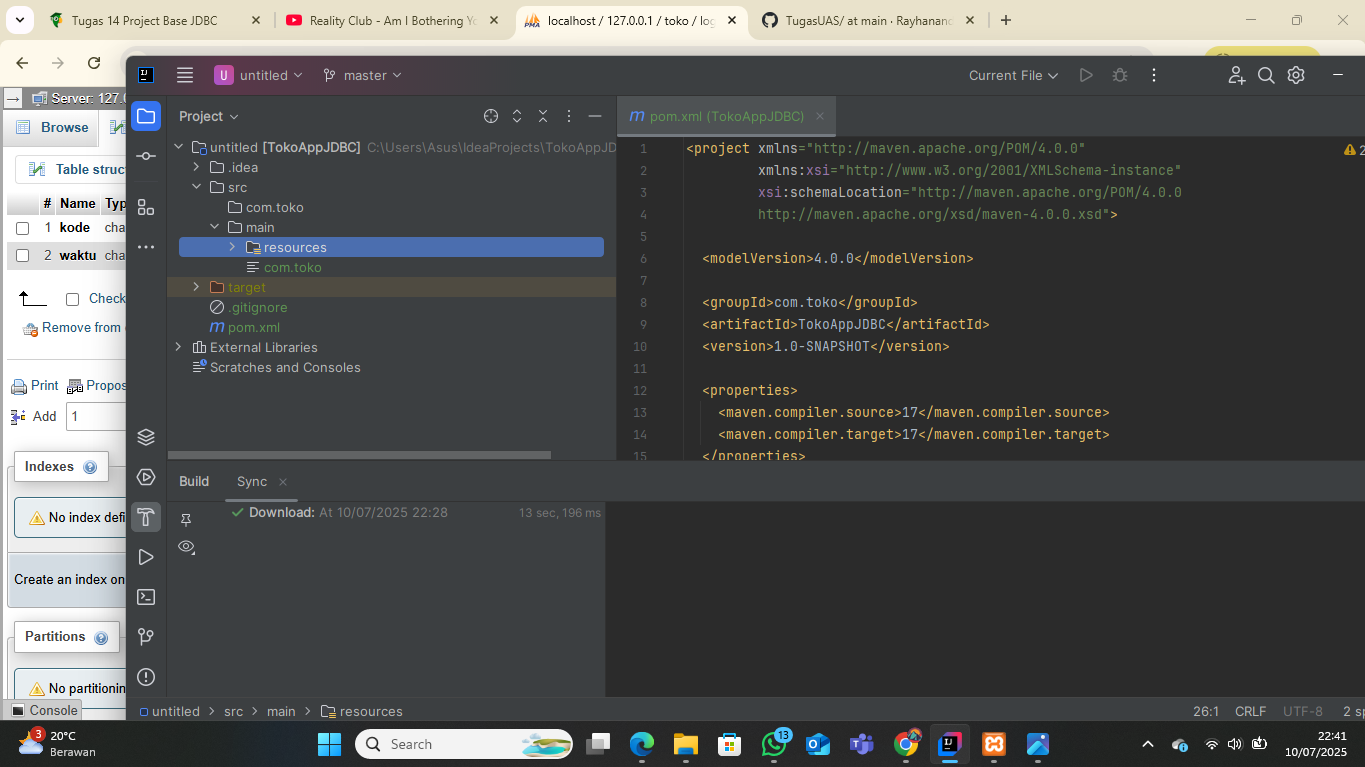 Tugas 14 Project Base JDBC
Reality Club - Am I Bothering Yo
localhost / 127.0.0.1 / toko / log
TugasUAS/ at main · Rayhanand
untitled
master
Current File
Server: 127.0
Browse
Table struc
# Name Typ
1 kode cha
2 waktu cha
Check
Remove from
Print Propos
Add 1
Indexes
No index defi
Create an index on
Partitions
No partitionin
Console
Project
untitled [TokoAppJDBC] C:\Users\Asus\IdeaProjects\TokoAppJD
.idea
src
com.toko
main
resources
com.toko
target
.gitignore
pom.xml
External Libraries
Scratches and Consoles
pom.xml (TokoAppJDBC)
1 <project xmlns="http://maven.apache.org/POM/4.0.0"
2 xmlns:xsi="http://www.w3.org/2001/XMLSchema-instance"
3 xsi:schemaLocation="http://maven.apache.org/POM/4.0.0
4 http://maven.apache.org/xsd/maven-4.0.0.xsd">
5
6 <modelVersion>4.0.0</modelVersion>
7
8 <groupId>com.toko</groupId>
9 <artifactId>TokoAppJDBC</artifactId>
10 <version>1.0-SNAPSHOT</version>
11
12 <properties>
13 <maven.compiler.source>17</maven.compiler.source>
14 <maven.compiler.target>17</maven.compiler.target>
15 </properties>
2
Build Sync
Download: At 10/07/2025 22:28 13 sec, 196 ms
untitled > src > main > resources
26:1 CRLF UTF-8 2 sp
3
20°C
Berawan
Search
13
22:41
10/07/2025